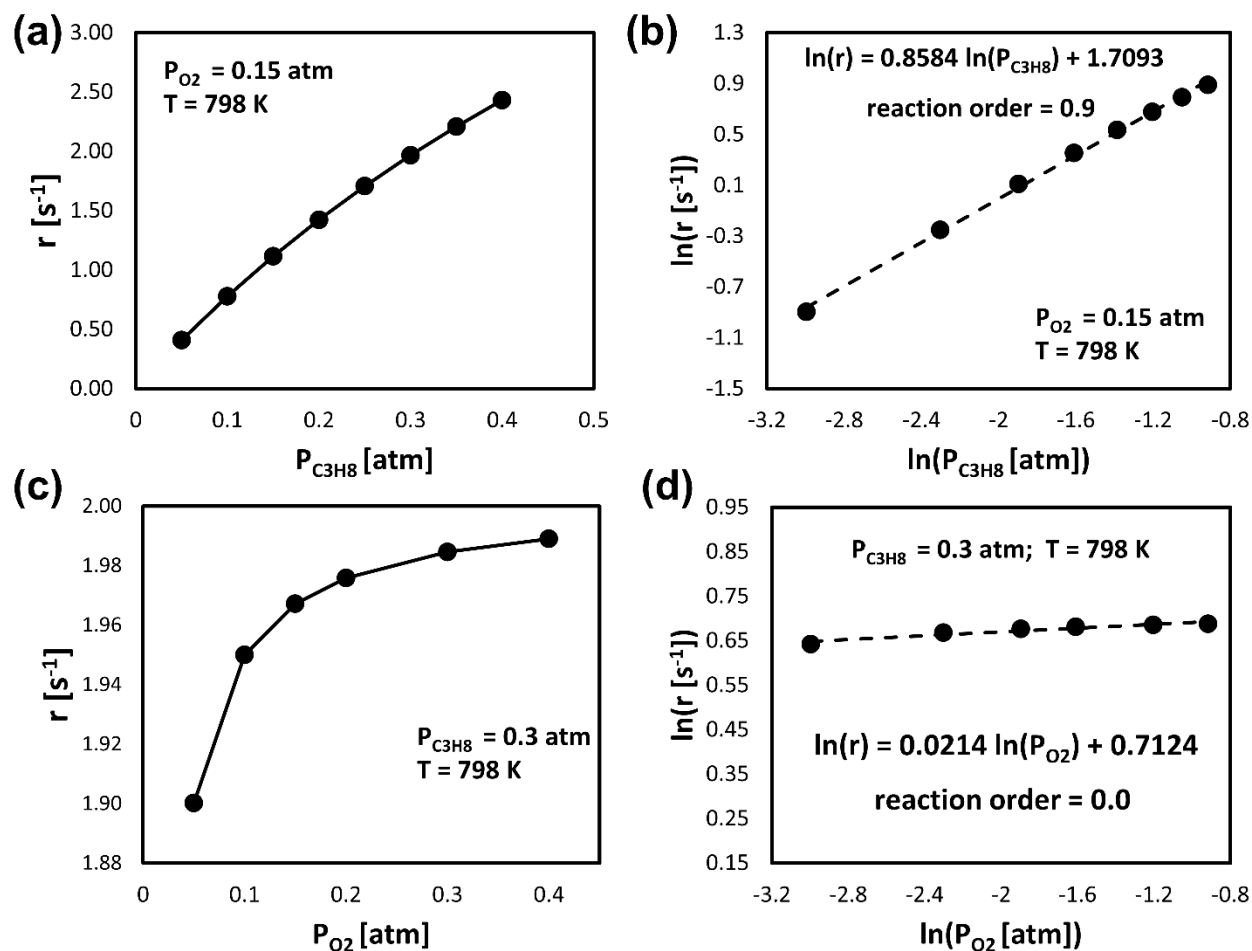 (a)
3.00
2.50
2.00
1.50
1.00
0.50
0.00
r [s⁻¹]
P_O2 = 0.15 atm
T = 798 K
0 0.1 0.2 0.3 0.4 0.5
P_C3H8 [atm]
(b)
1.3
0.9
0.5
0.1
-0.3
-0.7
-1.1
-1.5
ln(r [s⁻¹])
ln(r) = 0.8584 ln(P_C3H8) + 1.7093
reaction order = 0.9
P_O2 = 0.15 atm
T = 798 K
-3.2 -2.8 -2.4 -2 -1.6 -1.2 -0.8
ln(P_C3H8 [atm])
(c)
2.00
1.98
1.96
1.94
1.92
1.90
1.88
r [s⁻¹]
P_C3H8 = 0.3 atm
T = 798 K
0 0.1 0.2 0.3 0.4
P_O2 [atm]
(d)
0.95
0.85
0.75
0.65
0.55
0.45
0.35
0.25
0.15
ln(r [s⁻¹])
P_C3H8 = 0.3 atm; T = 798 K
ln(r) = 0.0214 ln(P_O2) + 0.7124
reaction order = 0.0
-3.2 -2.8 -2.4 -2 -1.6 -1.2 -0.8
ln(P_O2 [atm])